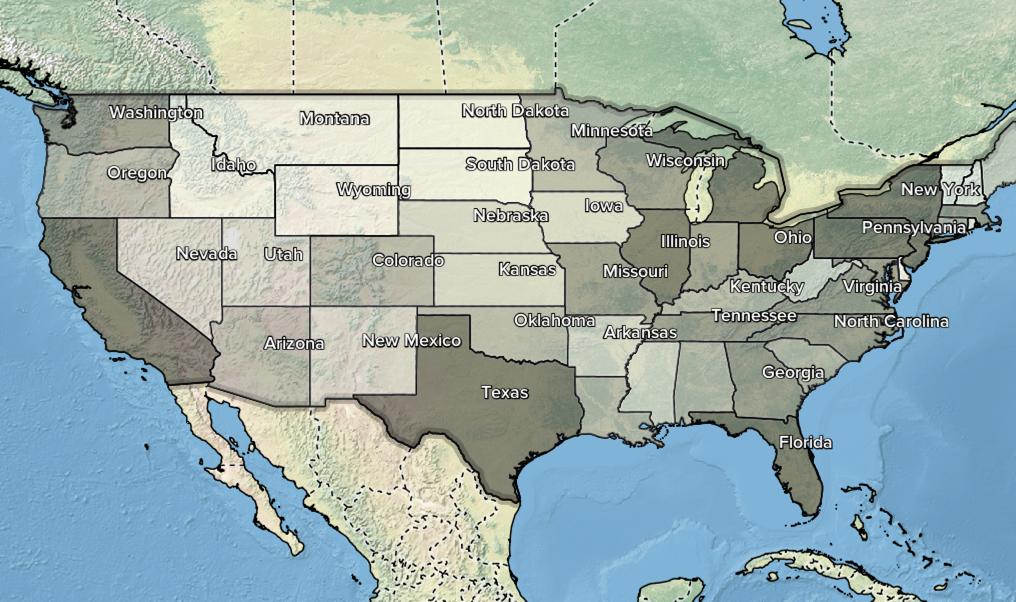 Washington
Montana
North Dakota
Minnesota
Idaho
Oregon
South Dakota
Wisconsin
Wyoming
New York
Nebraska
Iowa
Pennsylvania
Nevada
Utah
Colorado
Kansas
Illinois
Ohio
Missouri
Kentucky
Virginia
Oklahoma
Tennessee
North Carolina
Arkansas
Arizona
New Mexico
Georgia
Texas
Florida